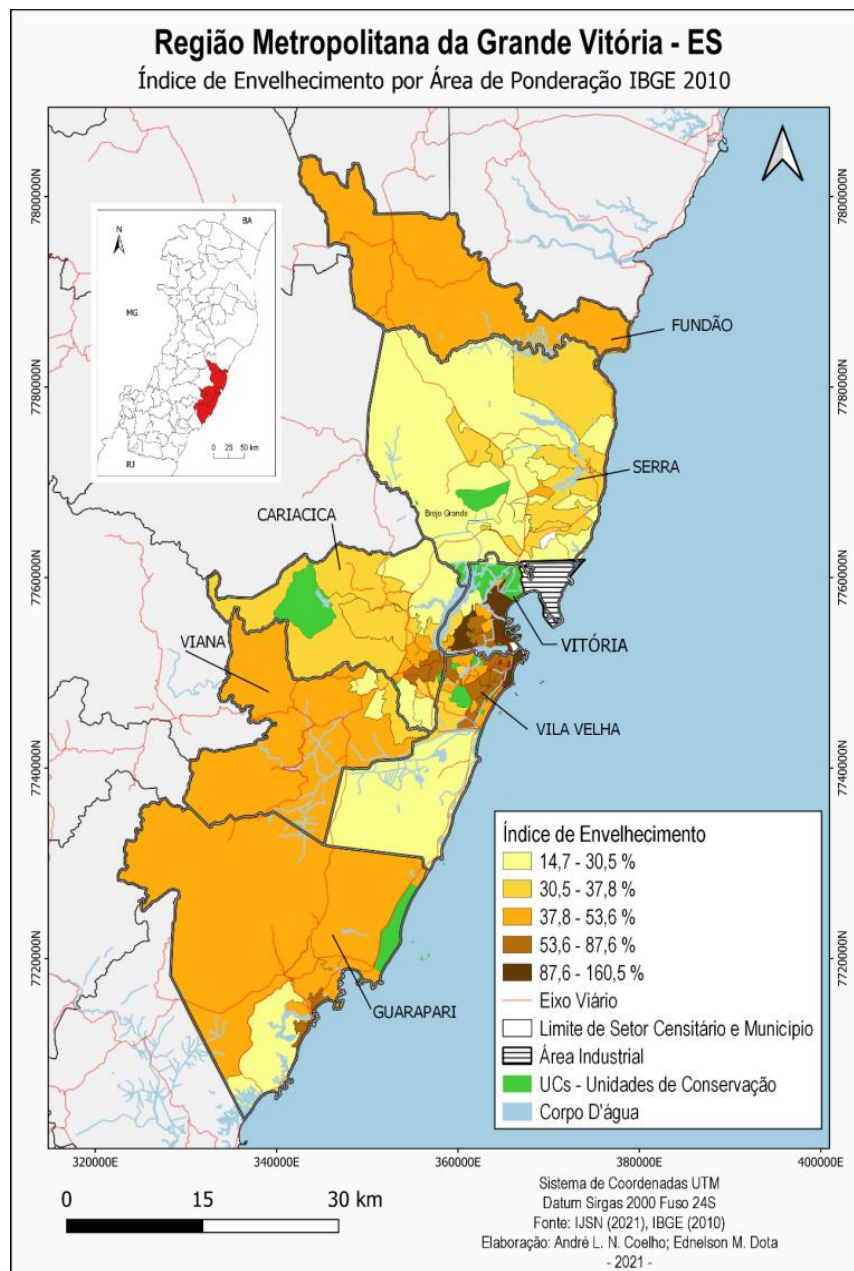 Região Metropolitana da Grande Vitória - ES
Índice de Envelhecimento por Área de Ponderação IBGE 2010
7800000N
7800000N
BA
N
MG
RJ
0 25 50 km
FUNDÃO
7780000N
7780000N
SERRA
Brejo Grande
CARIACICA
7760000N
7760000N
VIANA
VITÓRIA
VILA VELHA
7740000N
7740000N
GUARAPARI
7720000N
7720000N
Índice de Envelhecimento
14,7 - 30,5 %
30,5 - 37,8 %
37,8 - 53,6 %
53,6 - 87,6 %
87,6 - 160,5 %
Eixo Viário
Limite de Setor Censitário e Município
Área Industrial
UCs - Unidades de Conservação
Corpo D'água
320000E 340000E 360000E 380000E 400000E
0 15 30 km
Sistema de Coordenadas UTM
Datum Sirgas 2000 Fuso 24S
Fonte: IJSN (2021), IBGE (2010)
Elaboração: André L. N. Coelho; Ednelson M. Dota
- 2021 -